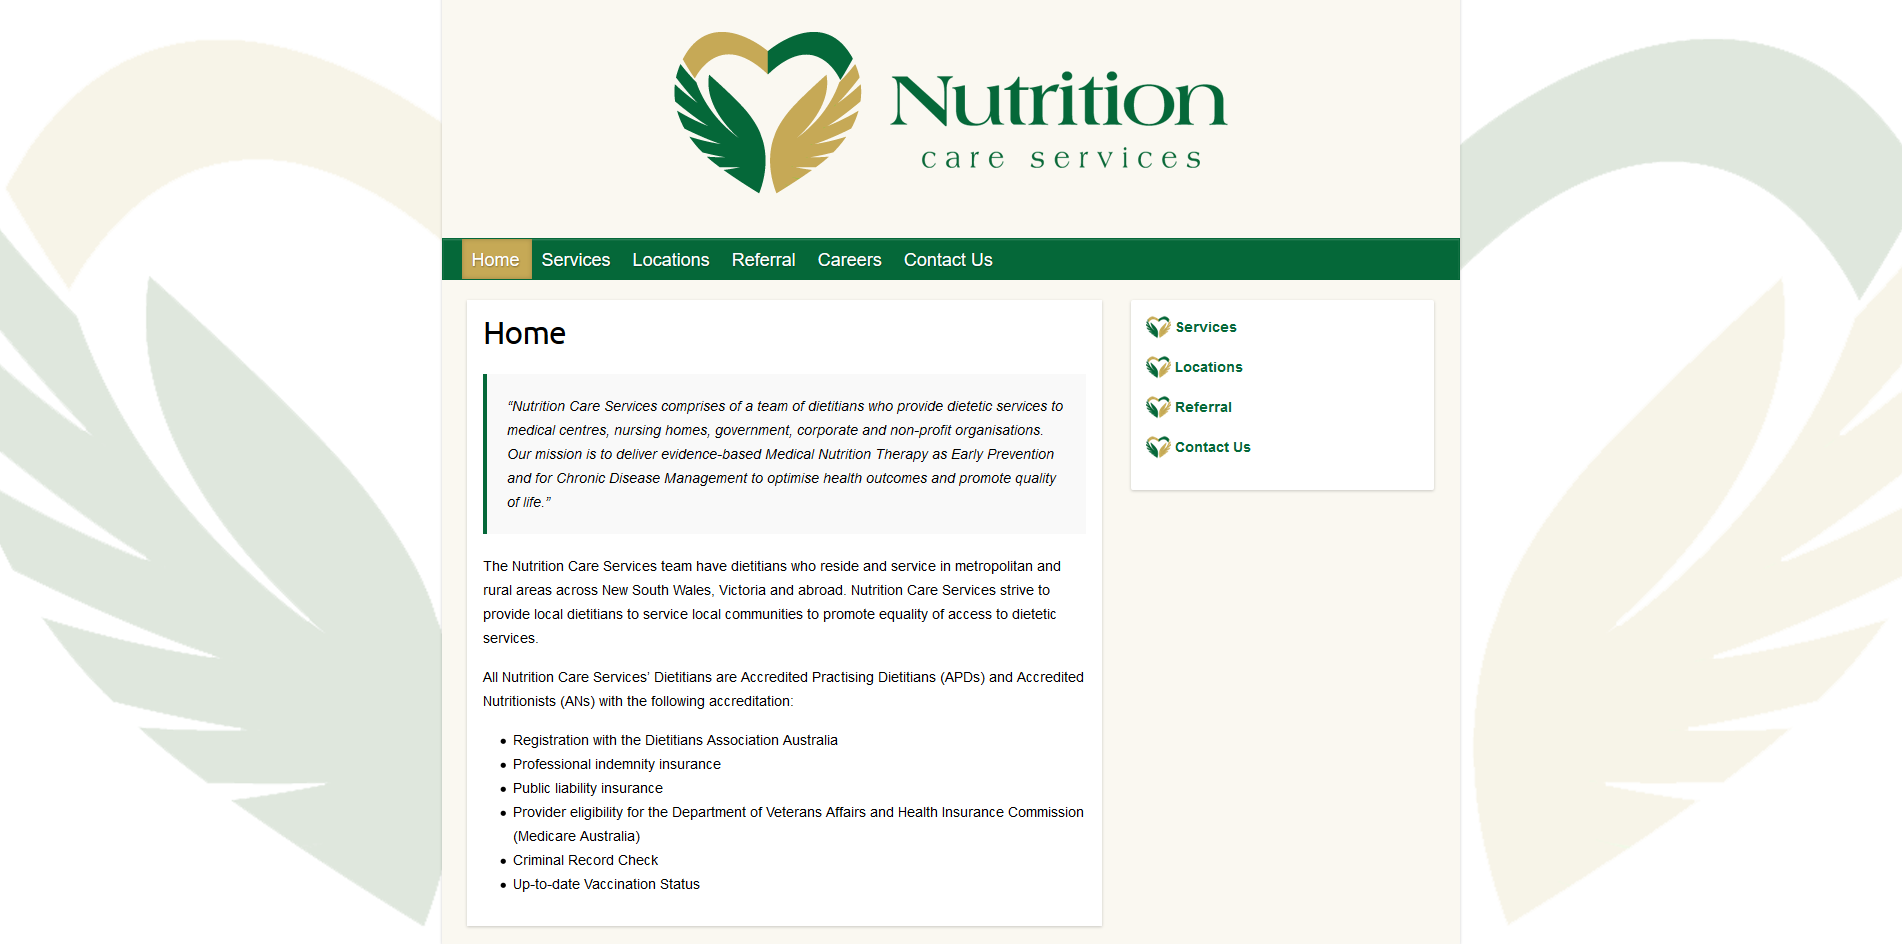 Nutrition
care services
Home Services Locations Referral Careers Contact Us
Home
“Nutrition Care Services comprises of a team of dietitians who provide dietetic services to
medical centres, nursing homes, government, corporate and non-profit organisations.
Our mission is to deliver evidence-based Medical Nutrition Therapy as Early Prevention
and for Chronic Disease Management to optimise health outcomes and promote quality
of life.”
The Nutrition Care Services team have dietitians who reside and service in metropolitan and
rural areas across New South Wales, Victoria and abroad. Nutrition Care Services strive to
provide local dietitians to service local communities to promote equality of access to dietetic
services.
All Nutrition Care Services’ Dietitians are Accredited Practising Dietitians (APDs) and Accredited
Nutritionists (ANs) with the following accreditation:
• Registration with the Dietitians Association Australia
• Professional indemnity insurance
• Public liability insurance
• Provider eligibility for the Department of Veterans Affairs and Health Insurance Commission
(Medicare Australia)
• Criminal Record Check
• Up-to-date Vaccination Status
Services
Locations
Referral
Contact Us